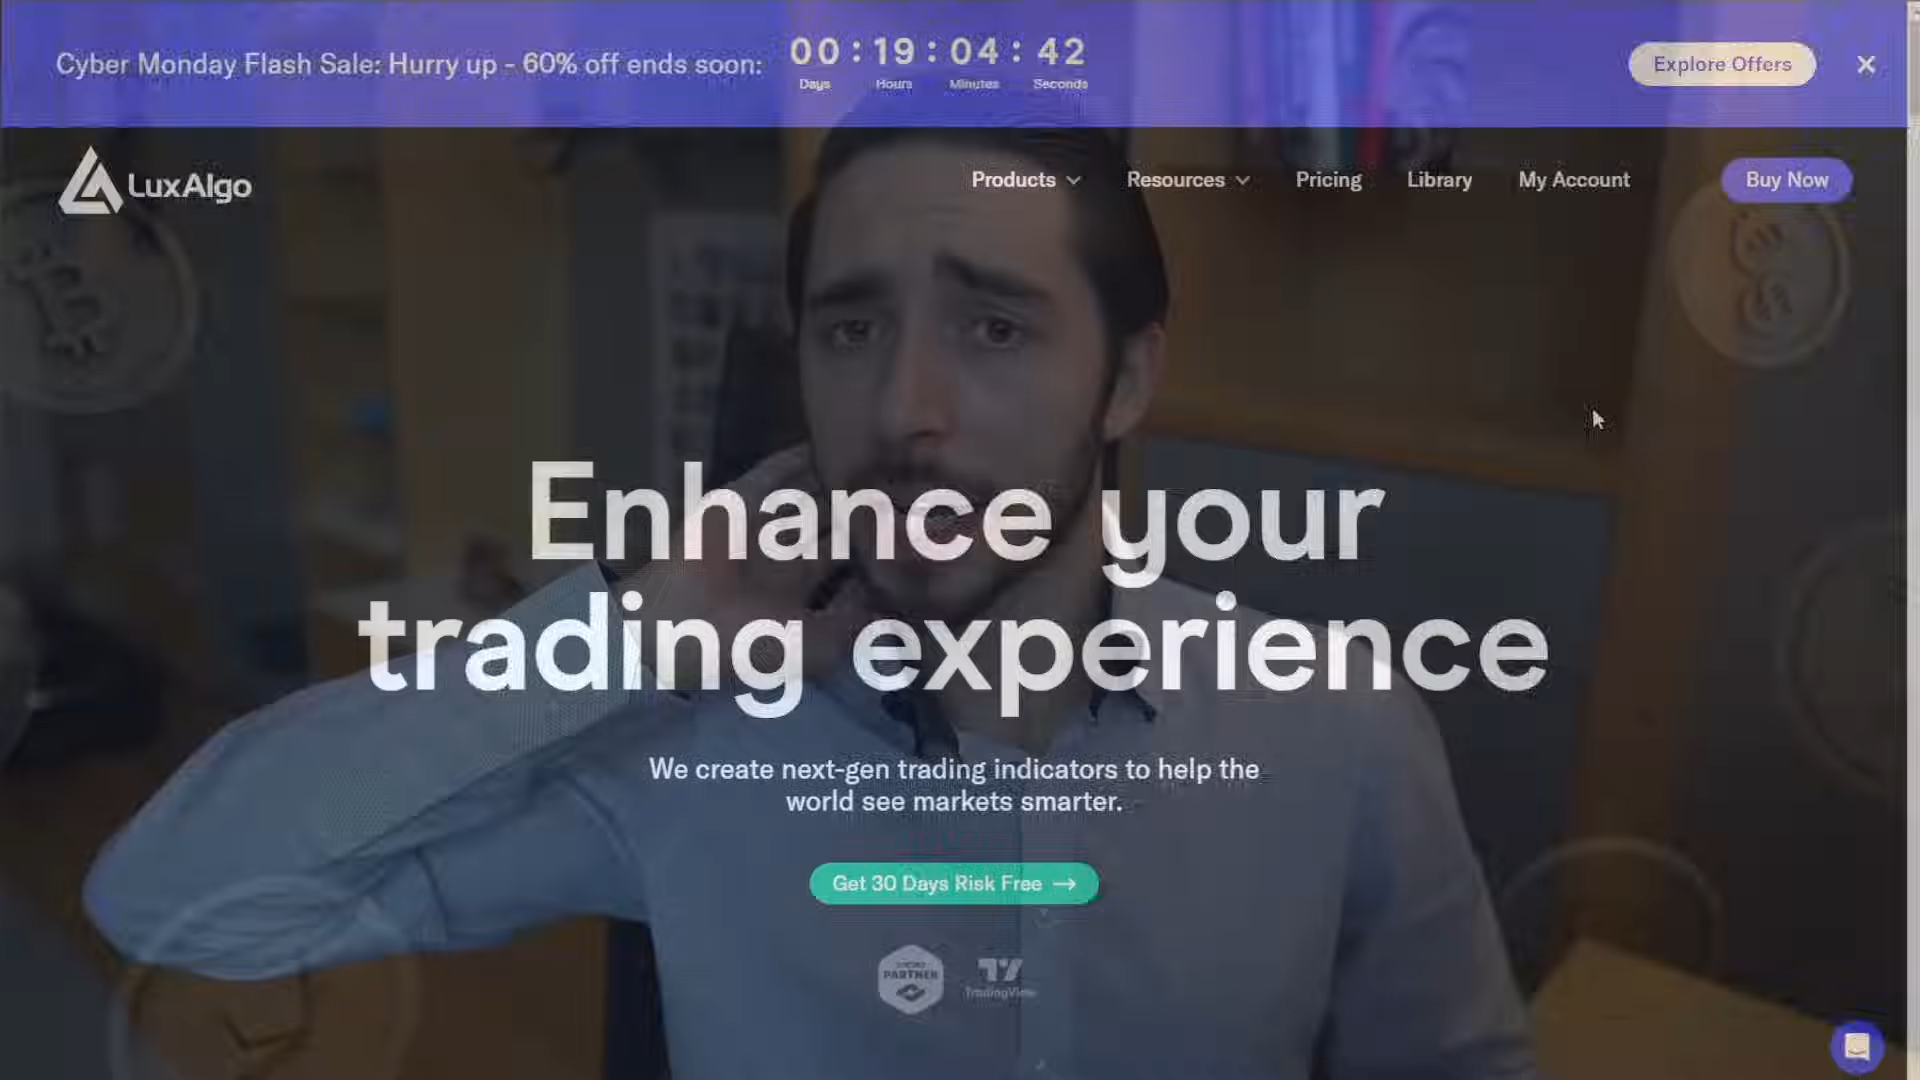 Cyber Monday Flash Sale: Hurry up - 60% off ends soon:
00 : 19 : 04 : 42
Days Hours Minutes Seconds
Explore Offers
LuxAlgo
Products
Resources
Pricing
Library
My Account
Buy Now
Enhance your
trading experience
We create next-gen trading indicators to help the
world see markets smarter.
Get 30 Days Risk Free →
PARTNER
TradingView